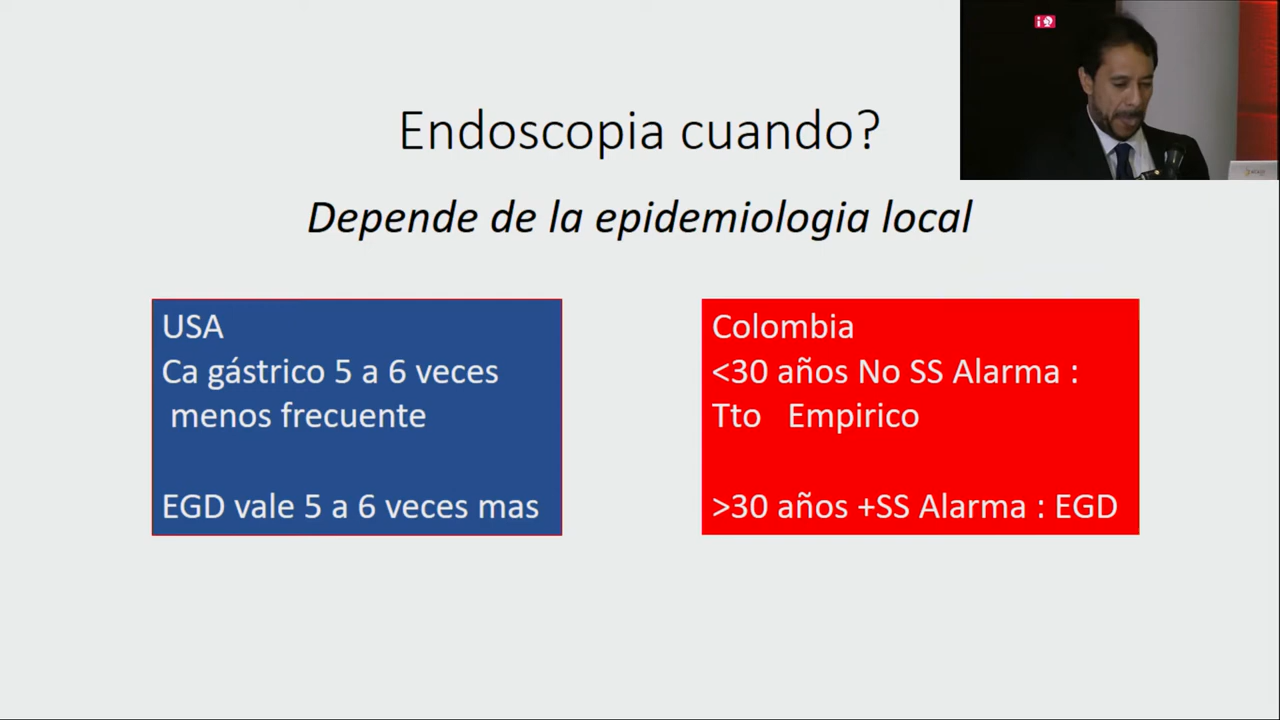 Endoscopia cuando?
Depende de la epidemiologia local
USA
Ca gástrico 5 a 6 veces
menos frecuente
EGD vale 5 a 6 veces mas
Colombia
<30 años No SS Alarma :
Tto Empirico
>30 años +SS Alarma : EGD